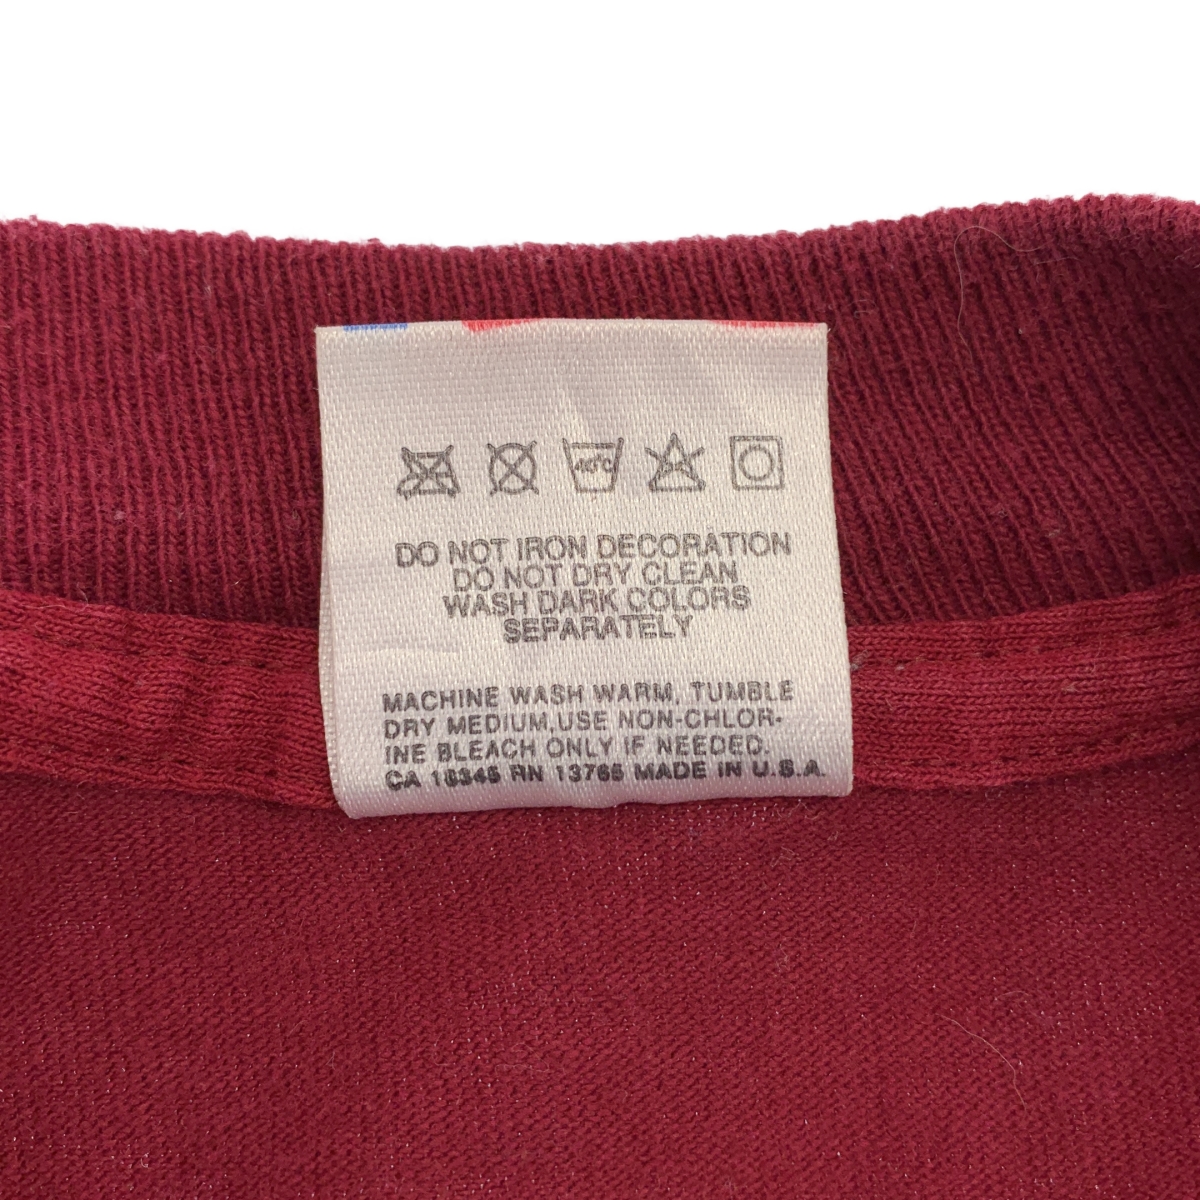 40°C
DO NOT IRON DECORATION
DO NOT DRY CLEAN
WASH DARK COLORS
SEPARATELY
MACHINE WASH WARM, TUMBLE
DRY MEDIUM, USE NON-CHLOR-
INE BLEACH ONLY IF NEEDED.
CA 18345 RN 13765 MADE IN U.S.A.